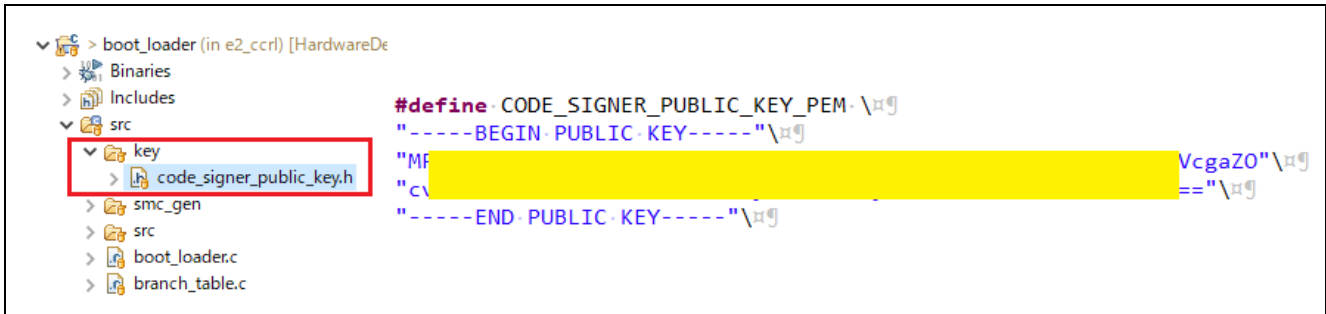 > boot_loader (in e2_ccrl) [HardwareDe
Binaries
Includes
src
key
code_signer_public_key.h
smc_gen
src
boot_loader.c
branch_table.c
#define·CODE_SIGNER_PUBLIC_KEY_PEM·\¤¶
"-----BEGIN·PUBLIC·KEY-----"\¤¶
"MF VcgaZO"\¤¶
"cv =="\¤¶
"-----END·PUBLIC·KEY-----"\¤¶